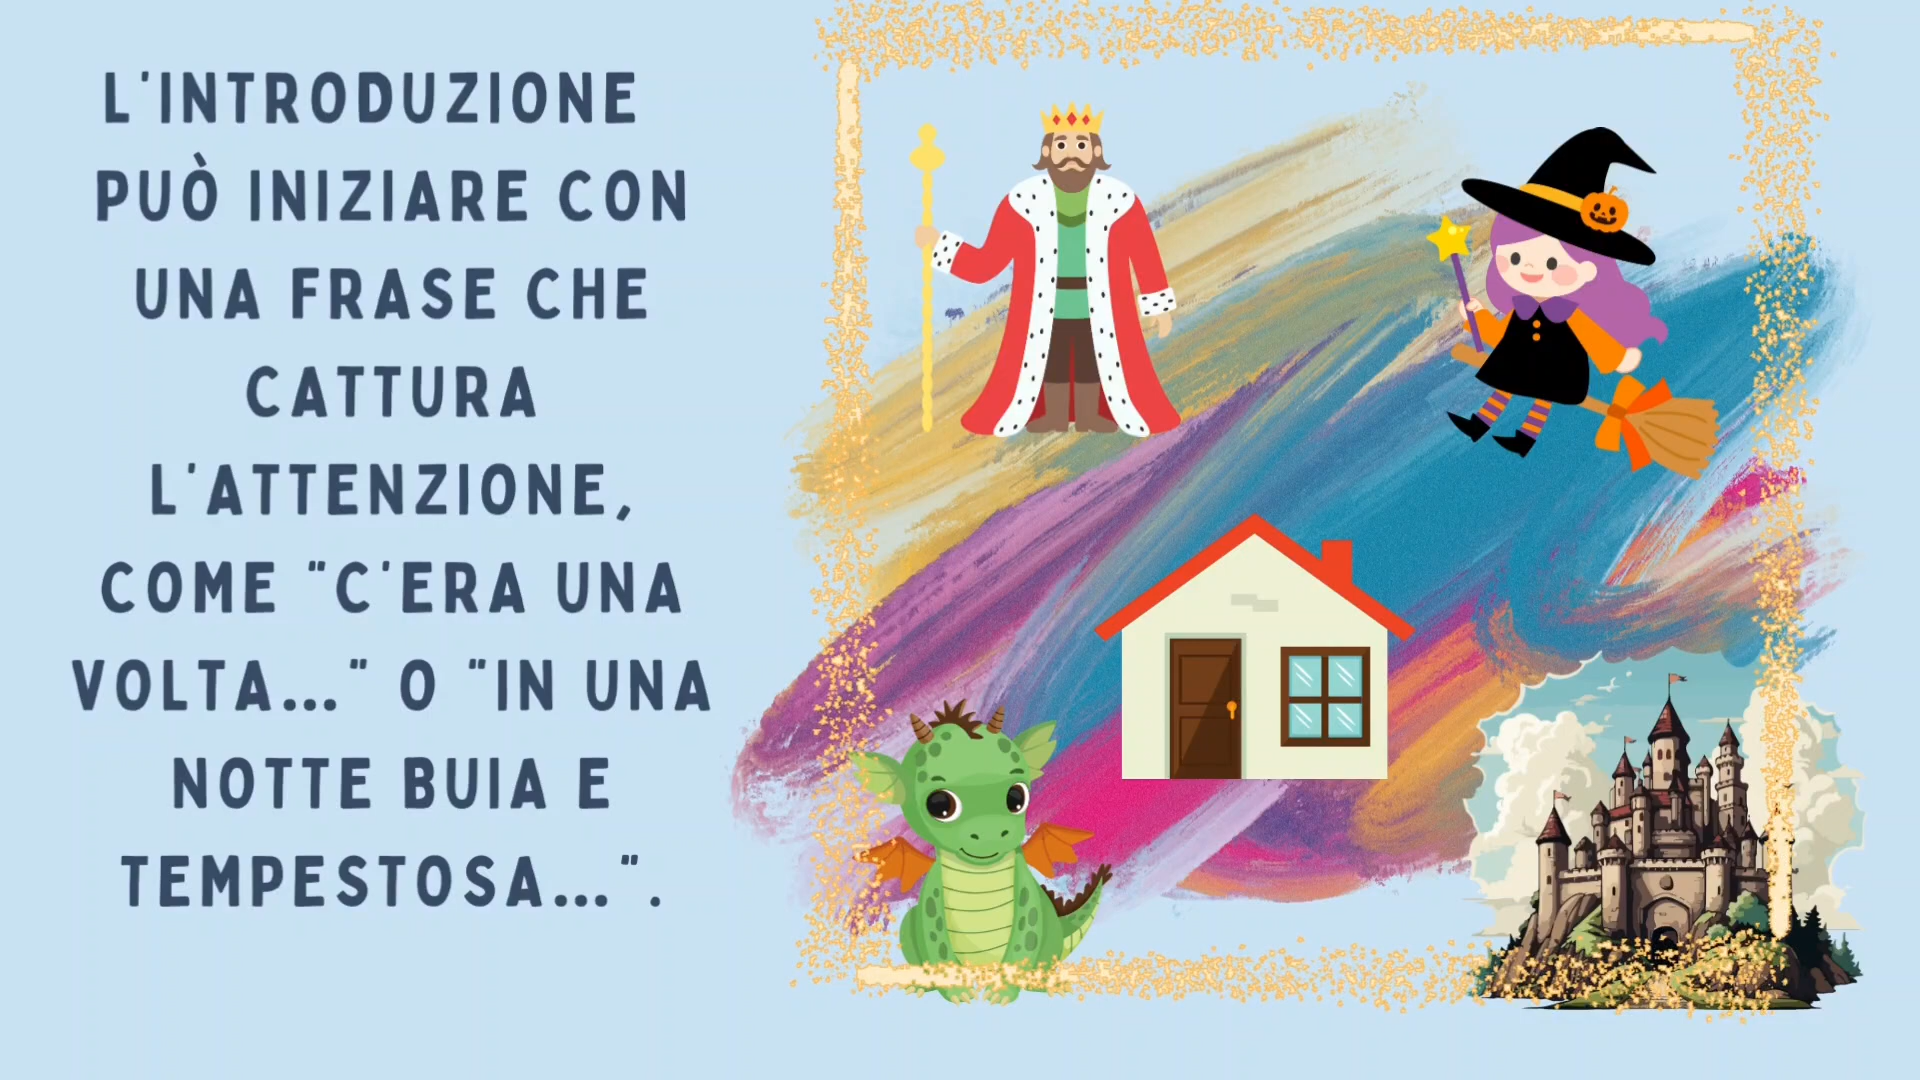 L'INTRODUZIONE
PUÒ INIZIARE CON
UNA FRASE CHE
CATTURA
L'ATTENZIONE,
COME "C'ERA UNA
VOLTA..." O "IN UNA
NOTTE BUIA E
TEMPESTOSA...".